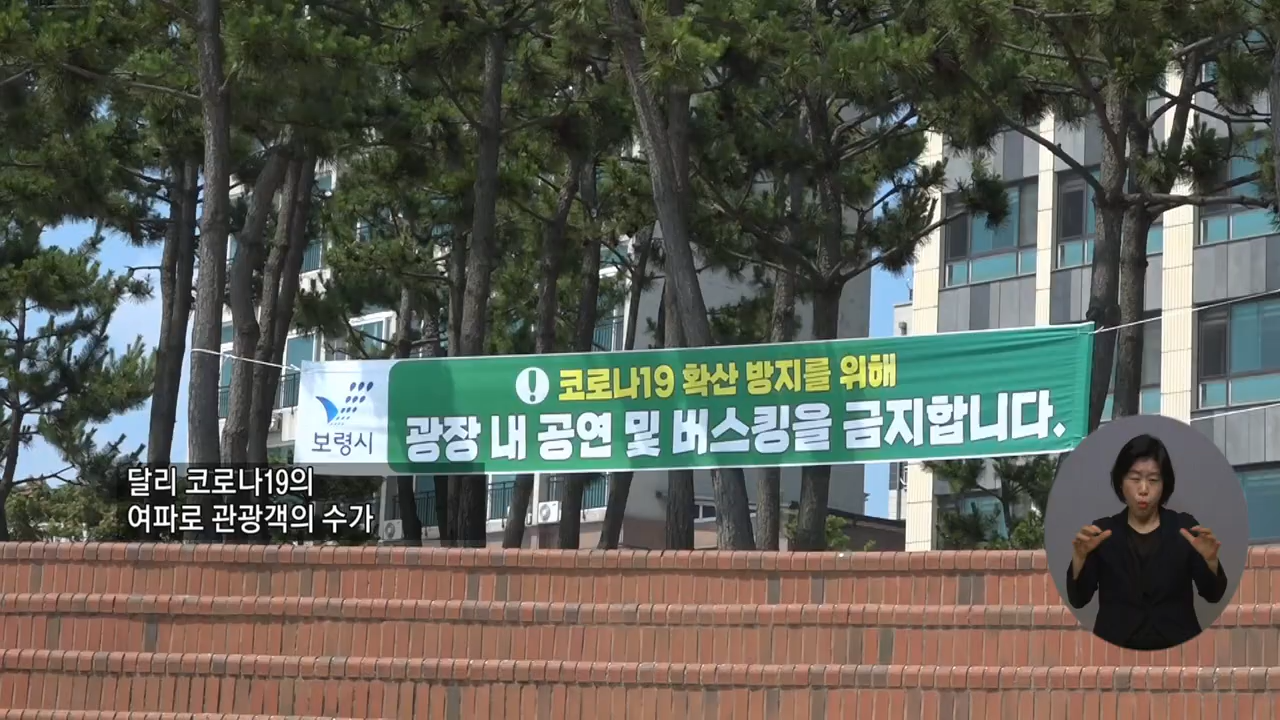 코로나19 확산 방지를 위해
보령시
광장 내 공연 및 버스킹을 금지합니다.
달리 코로나19의
여파로 관광객의 수가